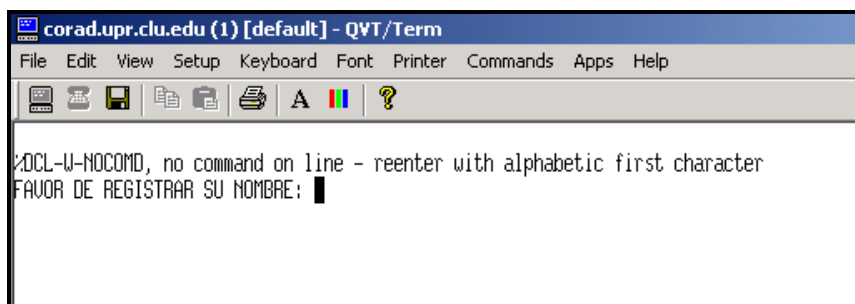 corad.upr.clu.edu (1) [default] - QVT/Term
File Edit View Setup Keyboard Font Printer Commands Apps Help
A ?
%DCL-W-NOCOMD, no command on line - reenter with alphabetic first character
FAVOR DE REGISTRAR SU NOMBRE: